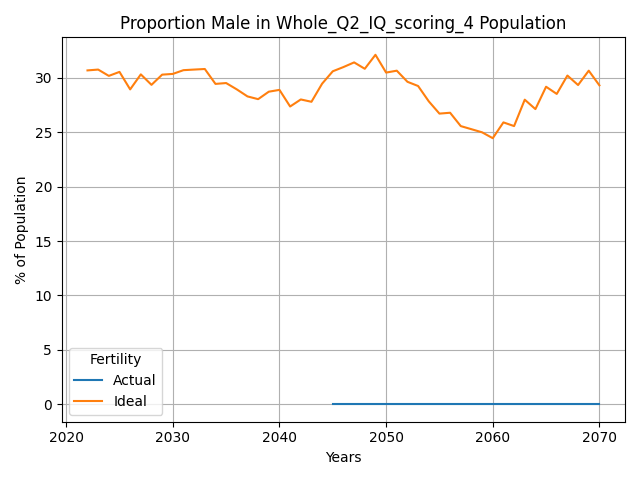 Proportion Male in Whole_Q2_IQ_scoring_4 Population
% of Population
30
25
20
15
10
5
0
Fertility
Actual
Ideal
2020 2030 2040 2050 2060 2070
Years